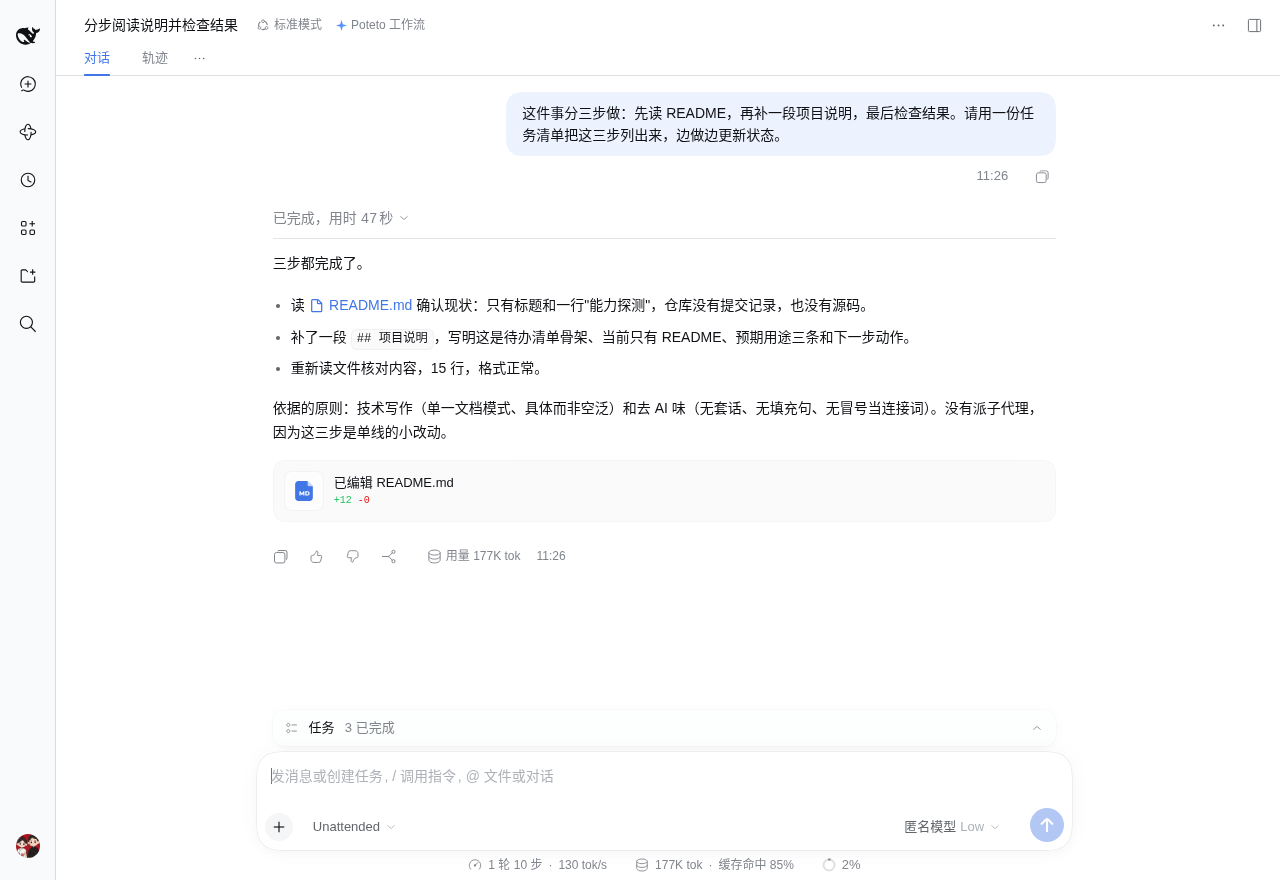 分步阅读说明并检查结果 标准模式 Poteto 工作流
对话 轨迹 ···
这件事分三步做：先读 README，再补一段项目说明，最后检查结果。请用一份任
务清单把这三步列出来，边做边更新状态。
11:26
已完成，用时 47 秒
三步都完成了。
读 README.md 确认现状：只有标题和一行"能力探测"，仓库没有提交记录，也没有源码。
补了一段 ## 项目说明，写明这是待办清单骨架、当前只有 README、预期用途三条和下一步动作。
重新读文件核对内容，15 行，格式正常。
依据的原则：技术写作（单一文档模式、具体而非空泛）和去 AI 味（无套话、无填充句、无冒号当连接词）。没有派子代理，
因为这三步是单线的小改动。
MD
已编辑 README.md
+12 -0
用量 177K tok 11:26
任务 3 已完成
发消息或创建任务, / 调用指令, @ 文件或对话
Unattended 匿名模型 Low
1 轮 10 步 · 130 tok/s 177K tok · 缓存命中 85% 2%